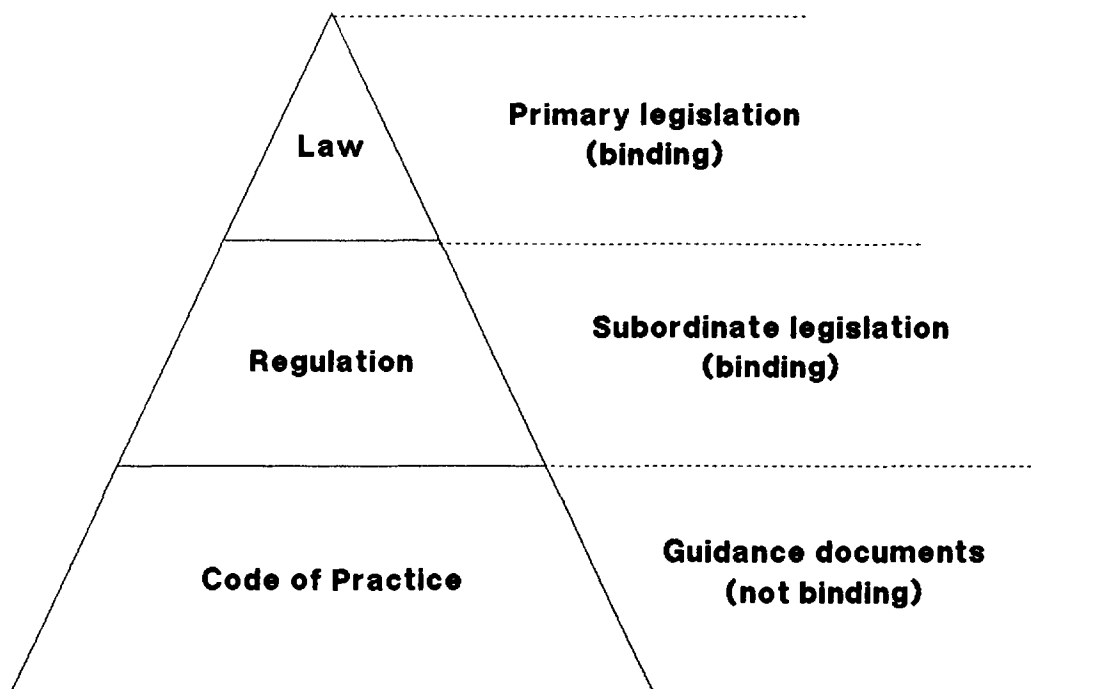 Law
Primary legislation
(binding)
Regulation
Subordinate legislation
(binding)
Code of Practice
Guidance documents
(not binding)